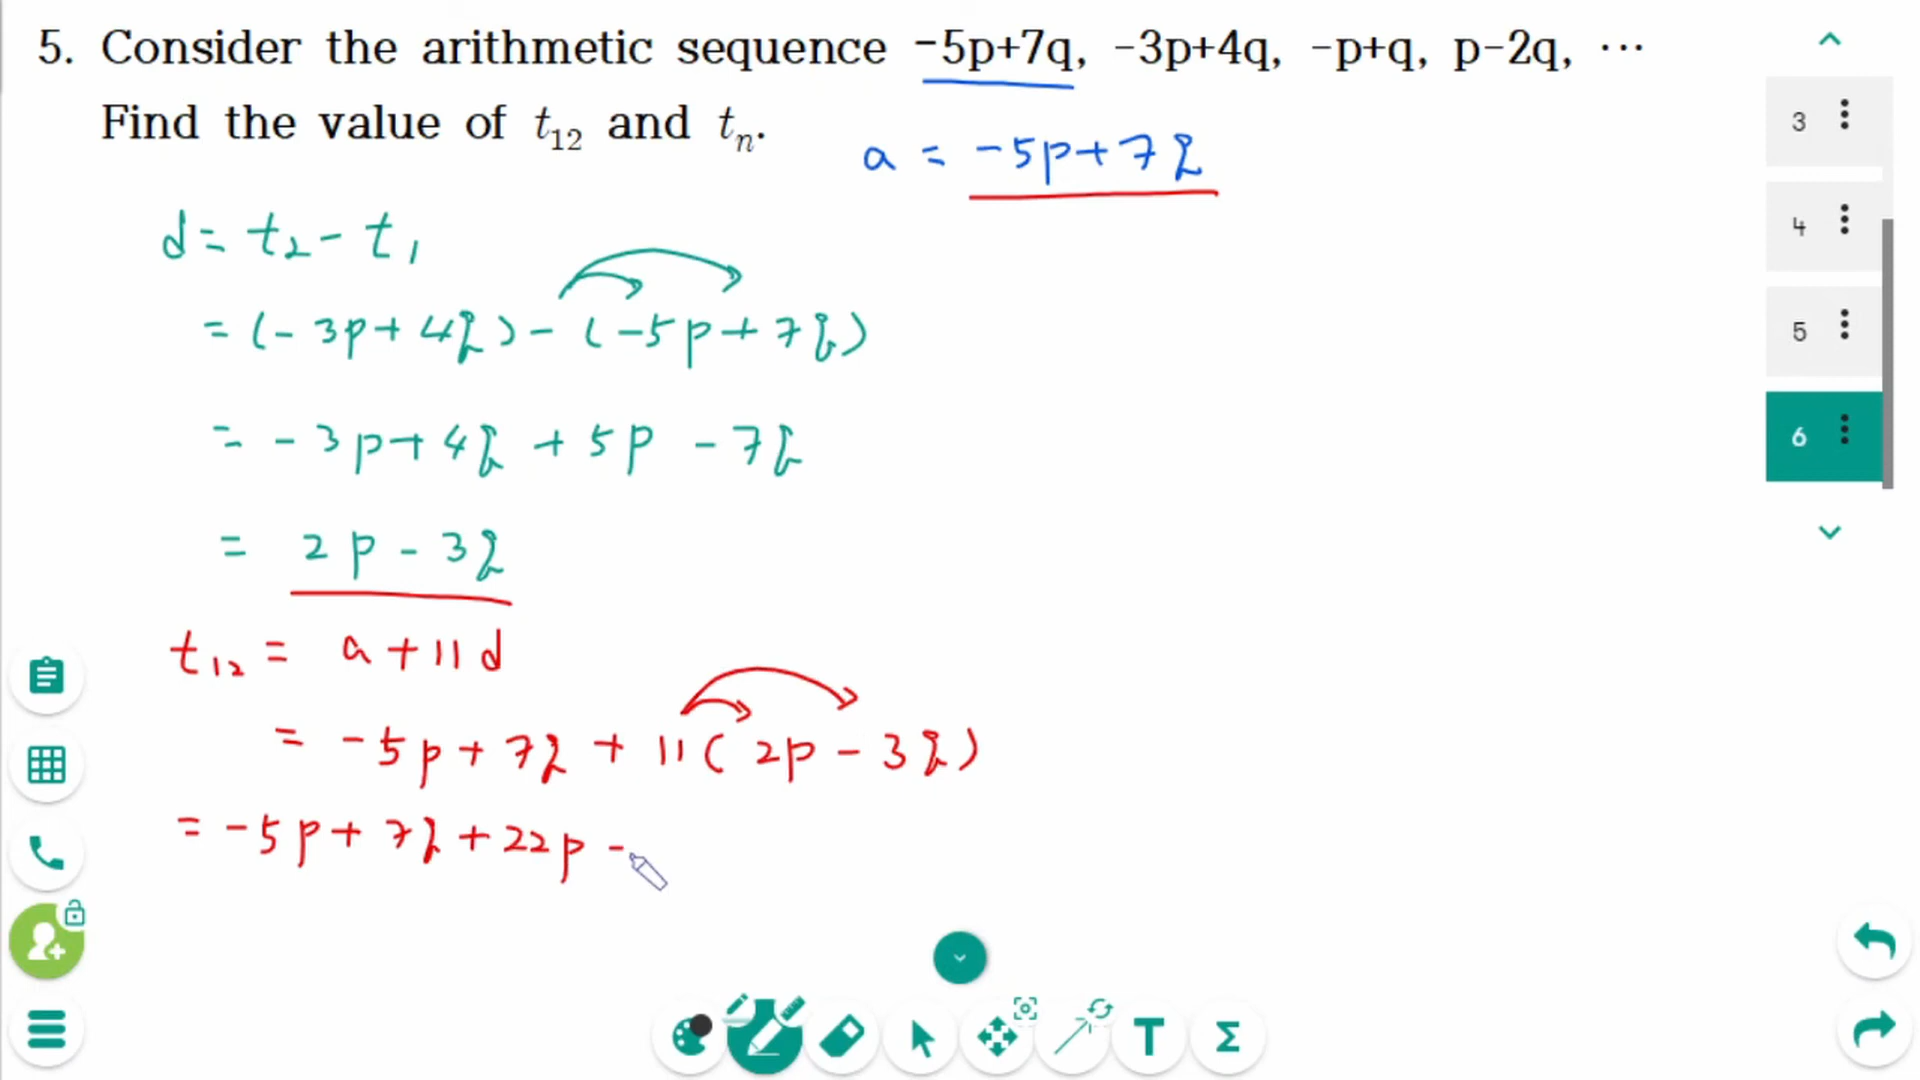 5. Consider the arithmetic sequence -5p+7q, -3p+4q, -p+q, p-2q, ⋯
Find the value of t₁₂ and tₙ.
a = -5p+7q
d = t₂ - t₁
= (-3p+4q) - (-5p+7q)
= -3p+4q +5p -7q
= 2p - 3q
t₁₂ = a+11d
= -5p+7q + 11(2p-3q)
= -5p+7q+22p -
3
4
5
6
T
Σ